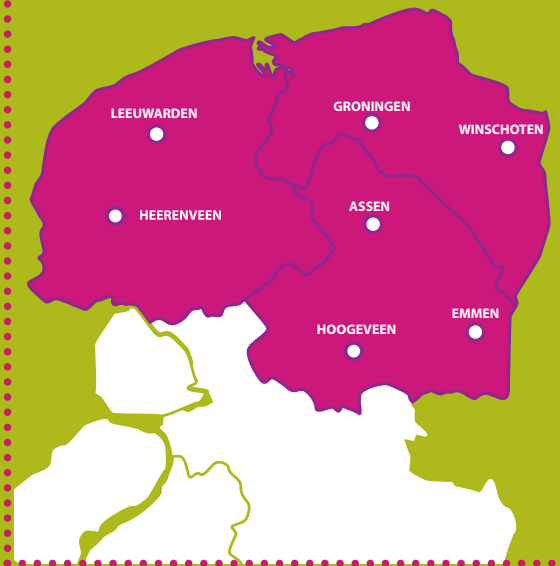 GRONINGEN
LEEUWARDEN
WINSCHOTEN
ASSEN
HEERENVEEN
EMMEN
HOOGEVEEN